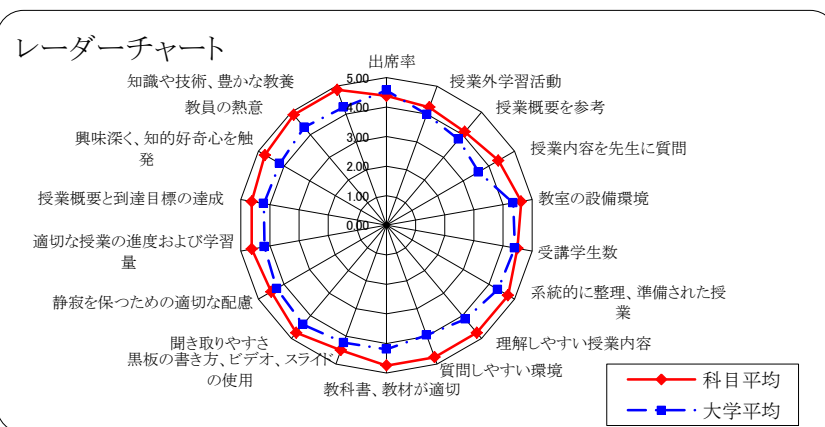 レーダーチャート
出席率
授業外学習活動
授業概要を参考
授業内容を先生に質問
教室の設備環境
受講学生数
系統的に整理、準備された授
業
理解しやすい授業内容
質問しやすい環境
教科書、教材が適切
黒板の書き方、ビデオ、スライド
の使用
聞き取りやすさ
静寂を保つための適切な配慮
適切な授業の進度および学習
量
授業概要と到達目標の達成
興味深く、知的好奇心を触
発
教員の熱意
知識や技術、豊かな教養
5.00
4.00
3.00
2.00
1.00
0.00
科目平均
大学平均